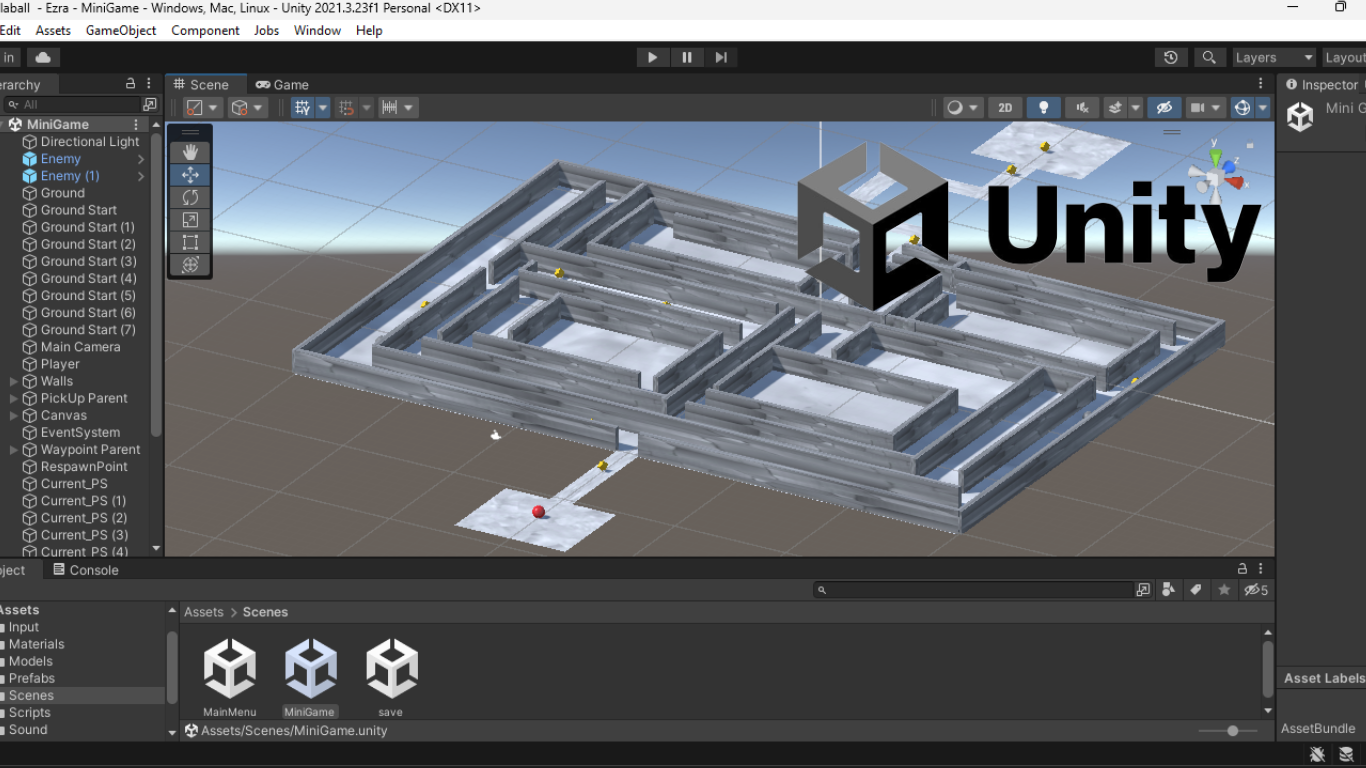 laball - Ezra - MiniGame - Windows, Mac, Linux - Unity 2021.3.23f1 Personal <DX11>
Edit Assets GameObject Component Jobs Window Help
in
Layers
Layout
erarchy
All
MiniGame
Directional Light
Enemy
Enemy (1)
Ground
Ground Start
Ground Start (1)
Ground Start (2)
Ground Start (3)
Ground Start (4)
Ground Start (5)
Ground Start (6)
Ground Start (7)
Main Camera
Player
Walls
PickUp Parent
Canvas
EventSystem
Waypoint Parent
RespawnPoint
Current_PS
Current_PS (1)
Current_PS (2)
Current_PS (3)
Current_PS (4)
Scene
Game
2D
y
z
x
Unity
Inspector
Mini G
oject
Console
5
Assets
Input
Materials
Models
Prefabs
Scenes
Scripts
Sound
Assets > Scenes
MainMenu
MiniGame
save
Assets/Scenes/MiniGame.unity
Asset Labels
AssetBundle